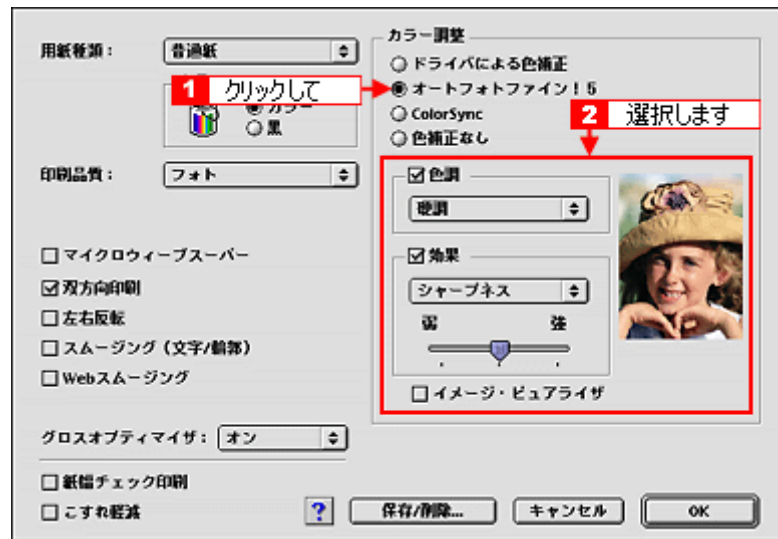 用紙種類：
普通紙
1 クリックして
カラー
黒
印刷品質：
フォト
マイクロウィーブスーパー
双方向印刷
左右反転
スムージング（文字/輪郭）
Webスムージング
グロスオプティマイザ：
オン
紙幅チェック印刷
こすれ軽減
カラー調整
ドライバによる色補正
オートフォトファイン！5
ColorSync
色補正なし
2 選択します
色調
硬調
効果
シャープネス
弱 強
イメージ・ピュアライザ
?
保存/削除...
キャンセル
OK